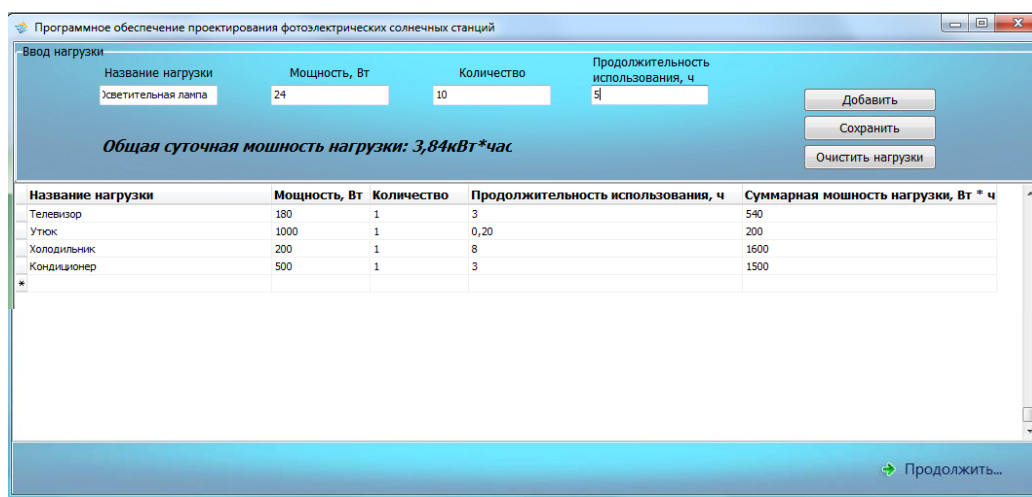 Программное обеспечение проектирования фотоэлектрических солнечных станций
Ввод нагрузки
Название нагрузки Мощность, Вт Количество Продолжительность использования, ч
Осветительная лампа 24 10 5
Добавить
Сохранить
Общая суточная мошность нагрузки: 3,84кВт*час
Очистить нагрузки
Название нагрузки Мощность, Вт Количество Продолжительность использования, ч Суммарная мошность нагрузки, Вт * ч
Телевизор 180 1 3 540
Утюк 1000 1 0,20 200
Холодильник 200 1 8 1600
Кондиционер 500 1 3 1500
*
Продолжить...